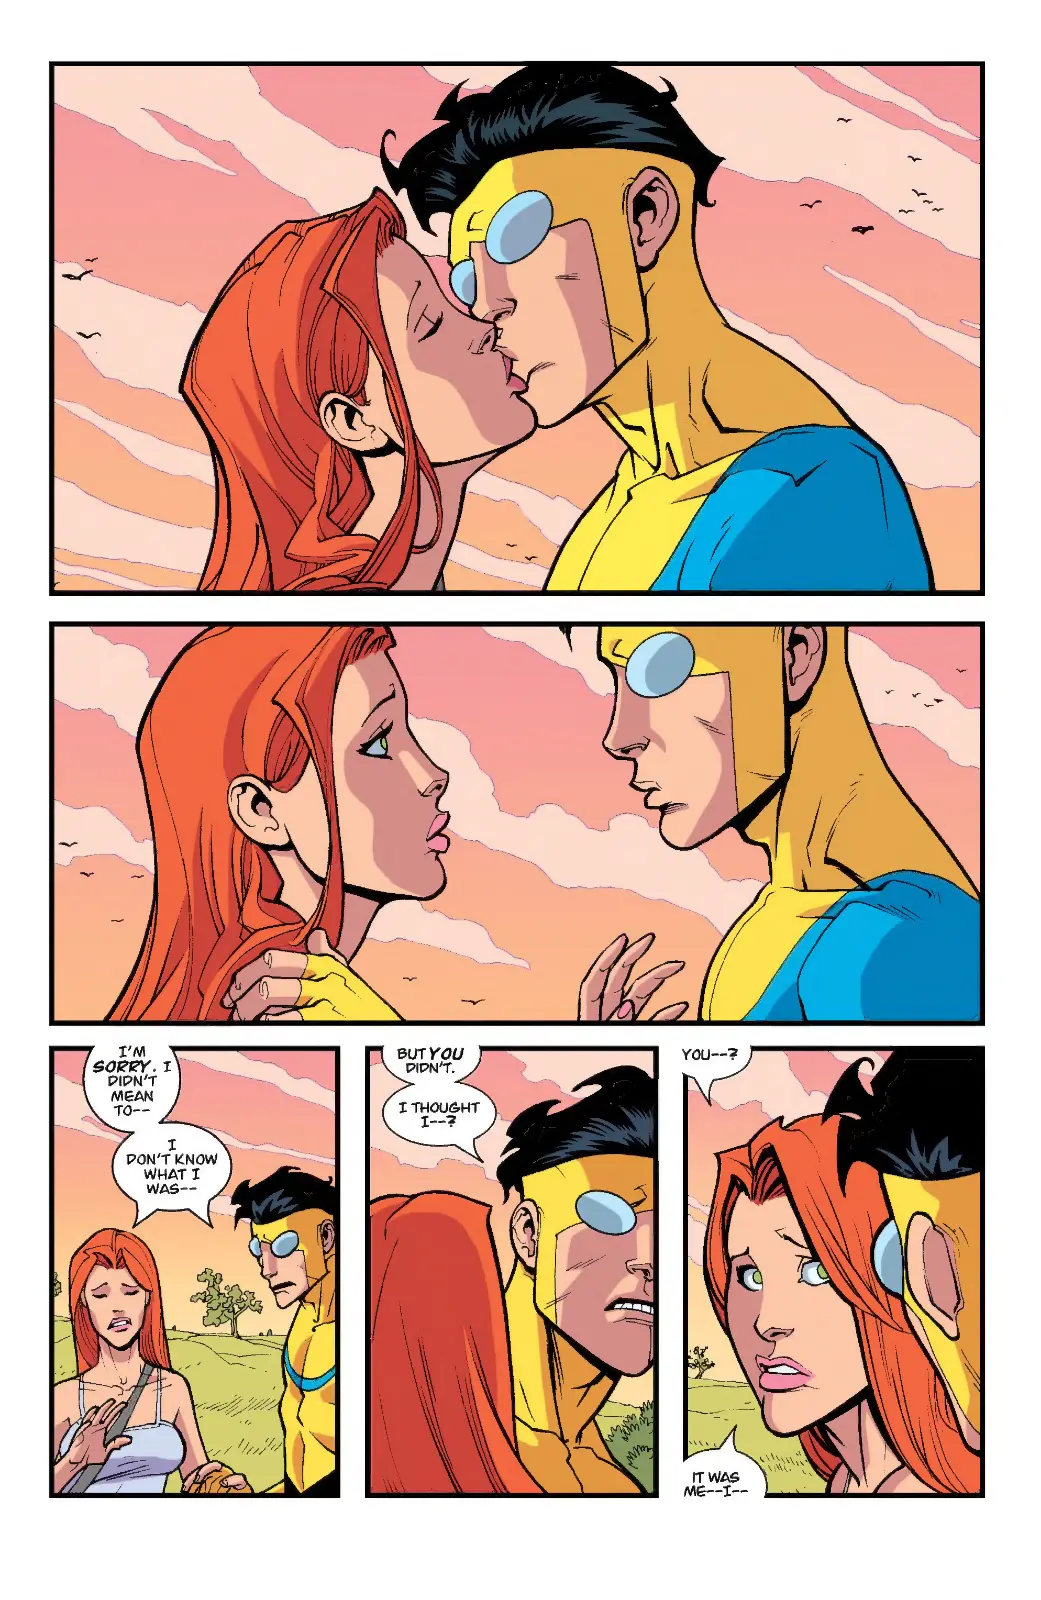 I'M
SORRY. I
DIDN'T
MEAN
TO--
I
DON'T KNOW
WHAT I
WAS--
BUT YOU
DIDN'T.
I THOUGHT
I--?
YOU--?
IT WAS
ME--I--